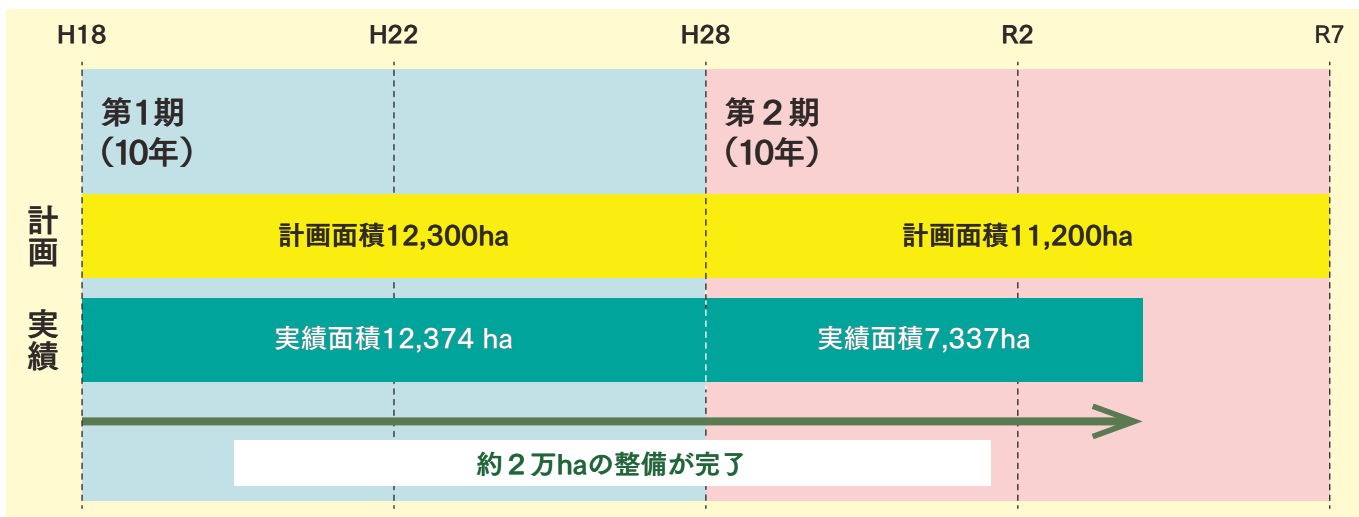 H18 H22 H28 R2 R7
第1期
（10年）
第２期
（10年）
計画
計画面積12,300ha
計画面積11,200ha
実績
実績面積12,374 ha
実績面積7,337ha
約２万haの整備が完了